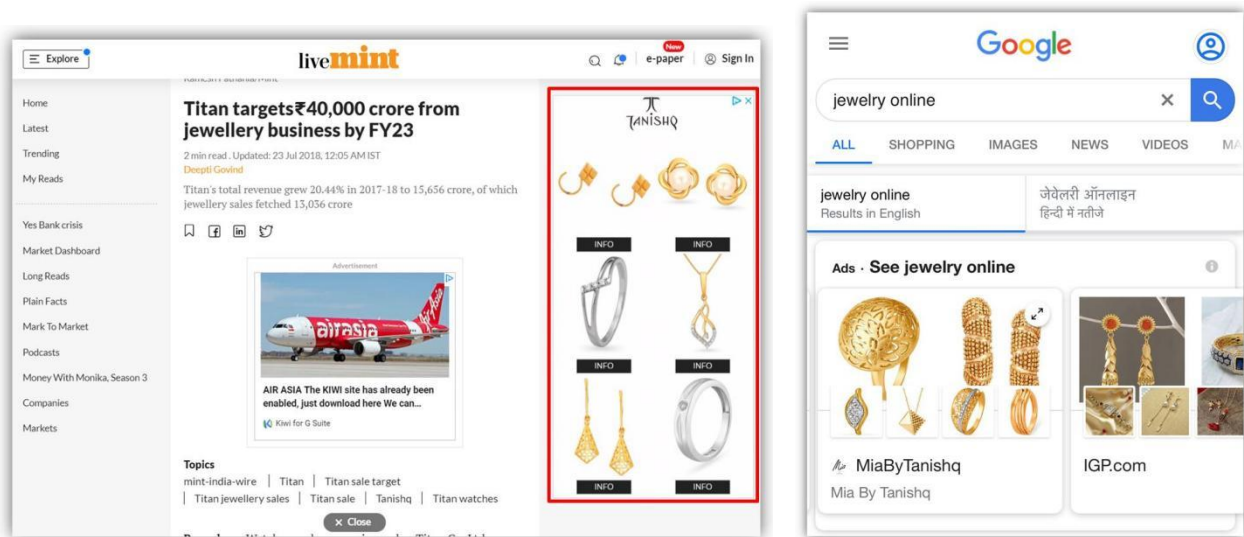 Explore
livemint
New
e-paper
Sign In
Home
Latest
Trending
My Reads
Yes Bank crisis
Market Dashboard
Long Reads
Plain Facts
Mark To Market
Podcasts
Money With Monika, Season 3
Companies
Markets
Ramesh Pathania/Mint
Titan targets₹40,000 crore from
jewellery business by FY23
2 min read . Updated: 23 Jul 2018, 12:05 AM IST
Deepti Govind
Titan's total revenue grew 20.44% in 2017-18 to 15,656 crore, of which
jewellery sales fetched 13,036 crore
Advertisement
airasia
AIR ASIA The KIWI site has already been
enabled, just download here We can...
Kiwi for G Suite
Topics
mint-india-wire | Titan | Titan sale target
| Titan jewellery sales | Titan sale | Tanishq | Titan watches
× Close
TANISHQ
INFO INFO
INFO INFO
INFO INFO
Google
jewelry online
ALL SHOPPING IMAGES NEWS VIDEOS MA
jewelry online
Results in English
जेवेलरी ऑनलाइन
हिन्दी में नतीजे
Ads · See jewelry online
MiaByTanishq
Mia By Tanishq
IGP.com